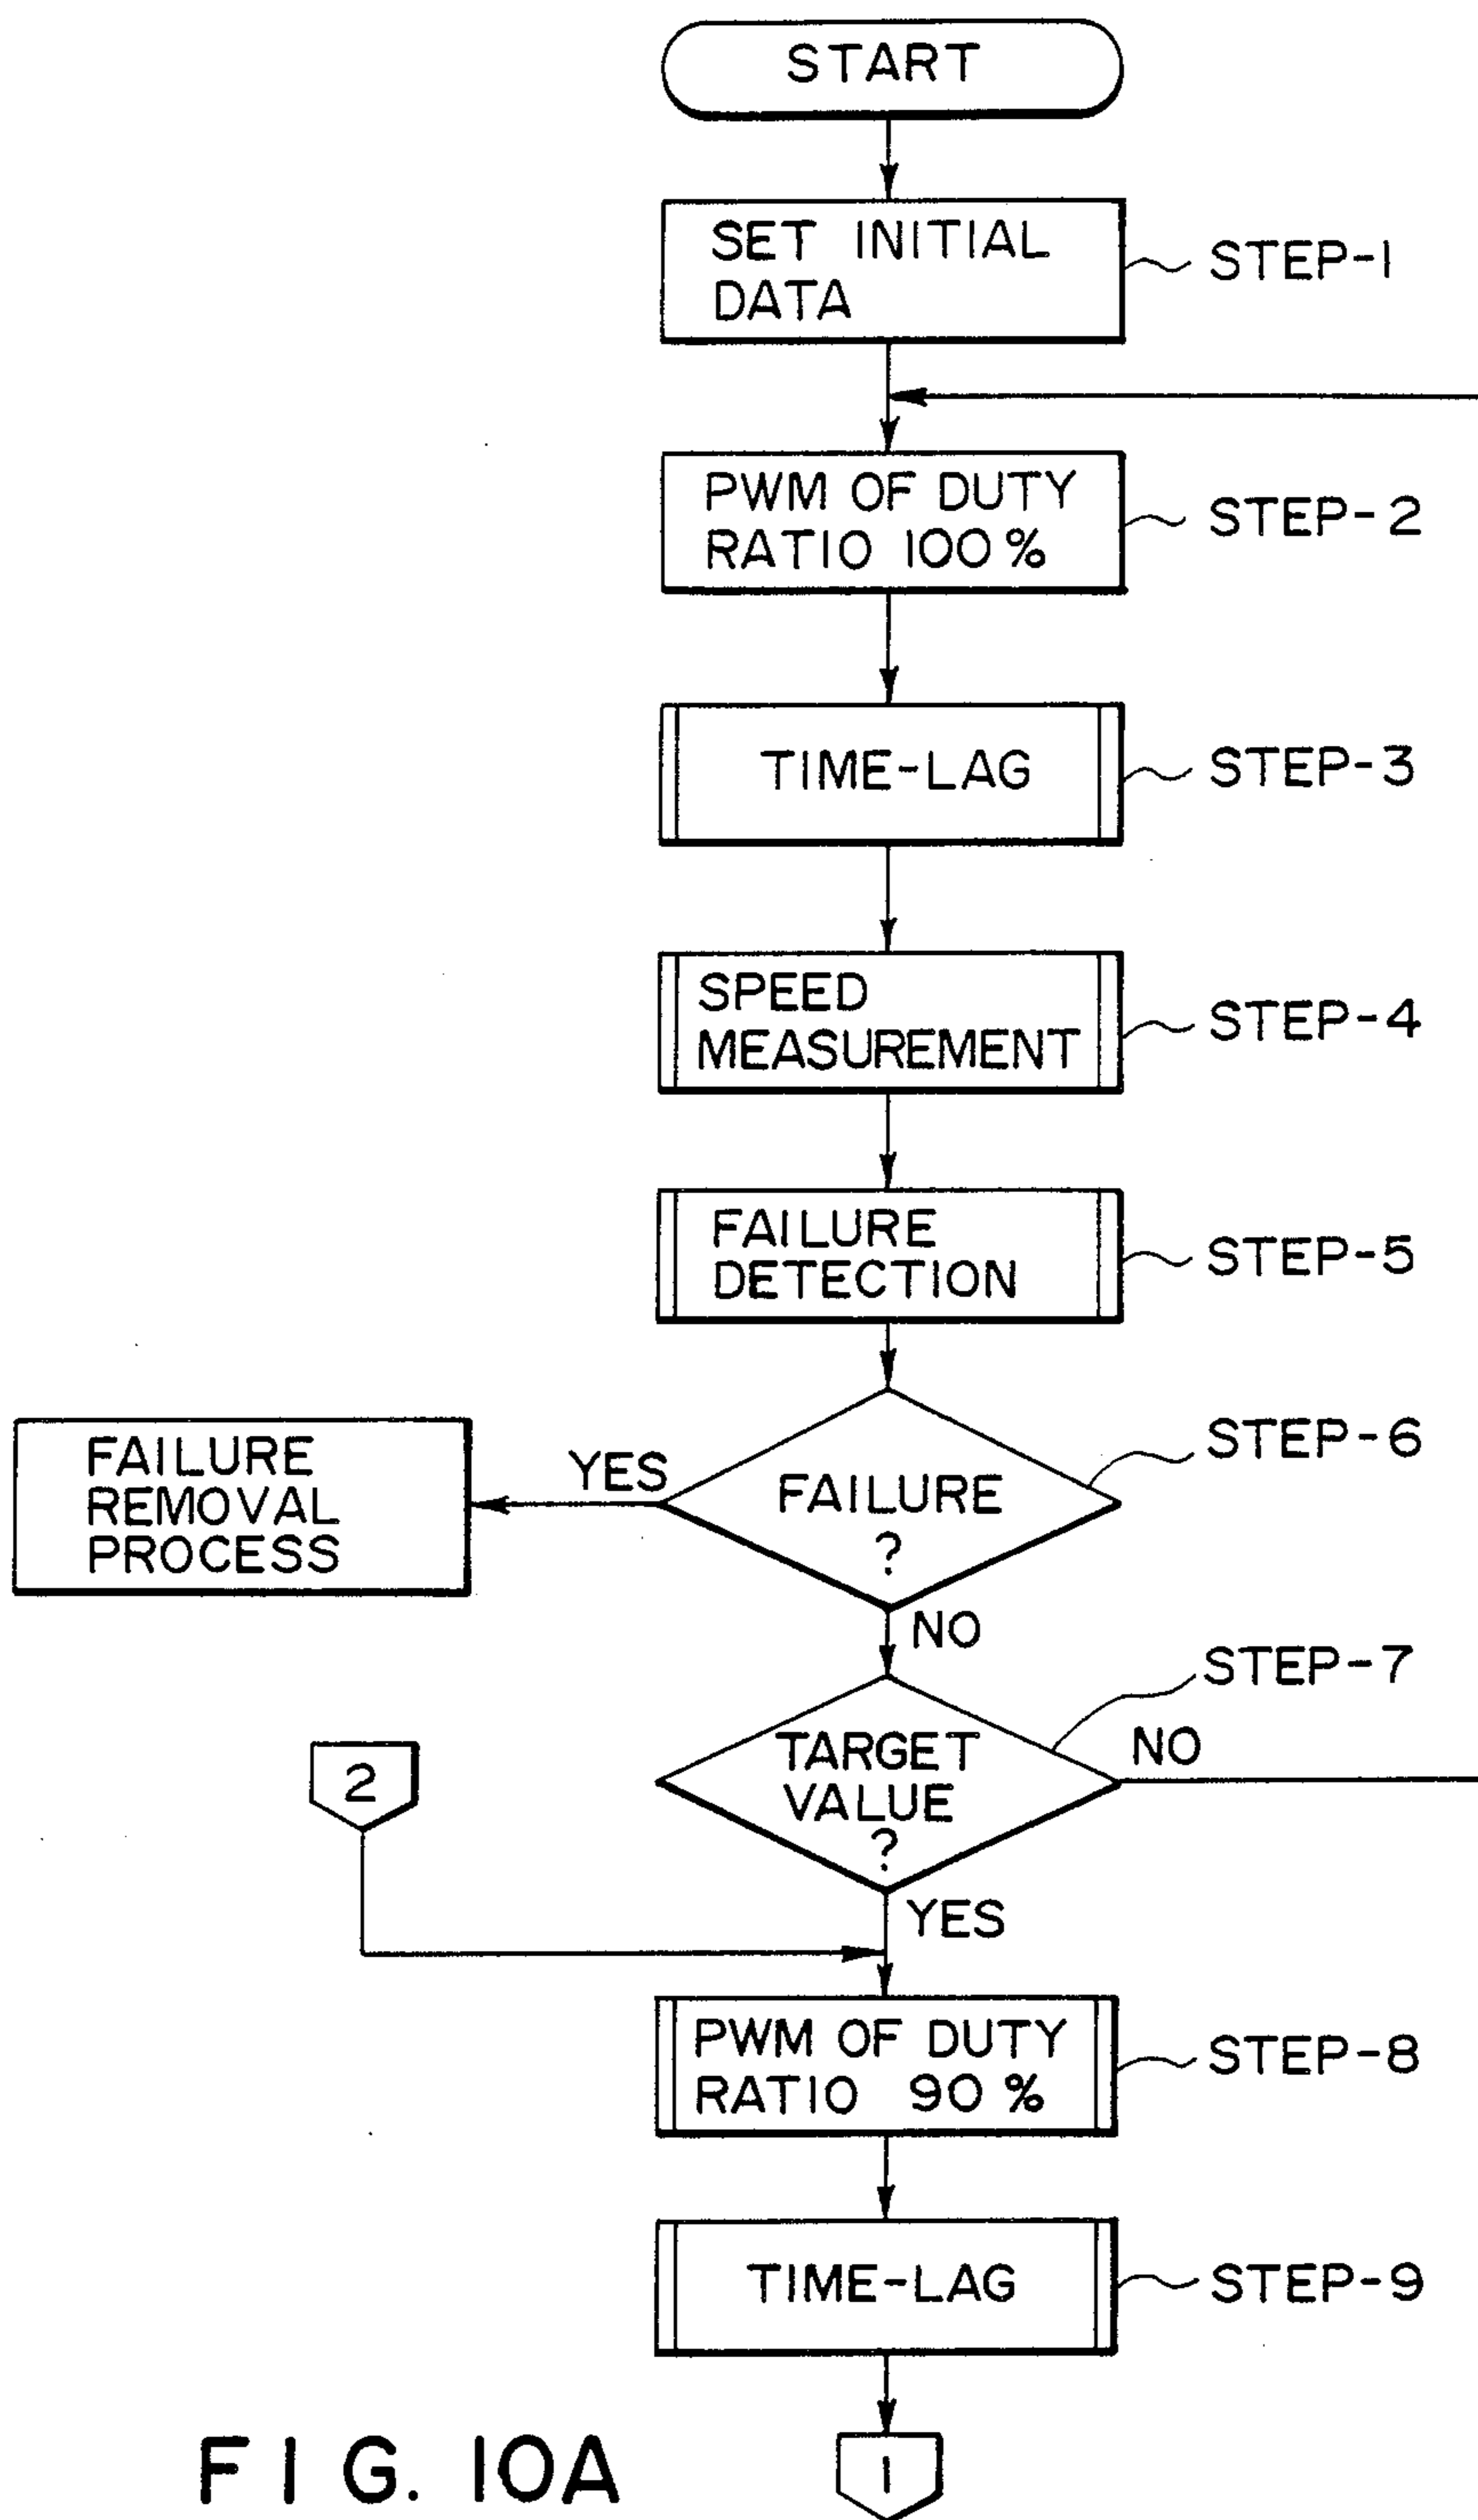 START
SET INITIAL
DATA
STEP-1
PWM OF DUTY
RATIO 100%
STEP-2
TIME-LAG
STEP-3
SPEED
MEASUREMENT
STEP-4
FAILURE
DETECTION
STEP-5
STEP-6
FAILURE
?
YES
FAILURE
REMOVAL
PROCESS
NO
STEP-7
TARGET
VALUE
?
NO
2
YES
PWM OF DUTY
RATIO 90%
STEP-8
TIME-LAG
STEP-9
1
FIG. 10A